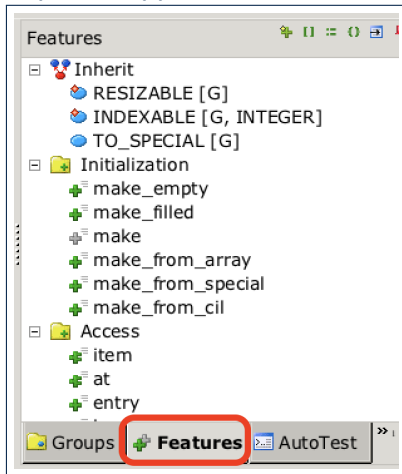 Features
Inherit
RESIZABLE [G]
INDEXABLE [G, INTEGER]
TO_SPECIAL [G]
Initialization
make_empty
make_filled
make
make_from_array
make_from_special
make_from_cil
Access
item
at
entry
Groups Features AutoTest